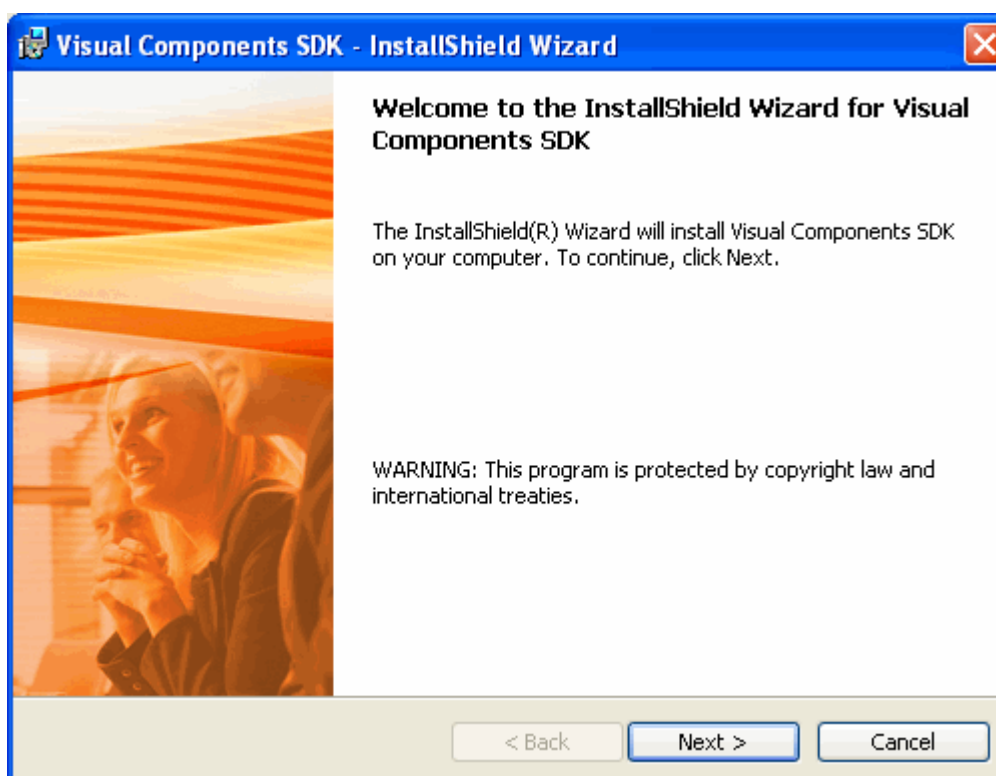 Visual Components SDK - InstallShield Wizard
Welcome to the InstallShield Wizard for Visual
Components SDK
The InstallShield(R) Wizard will install Visual Components SDK
on your computer. To continue, click Next.
WARNING: This program is protected by copyright law and
international treaties.
< Back
Next >
Cancel